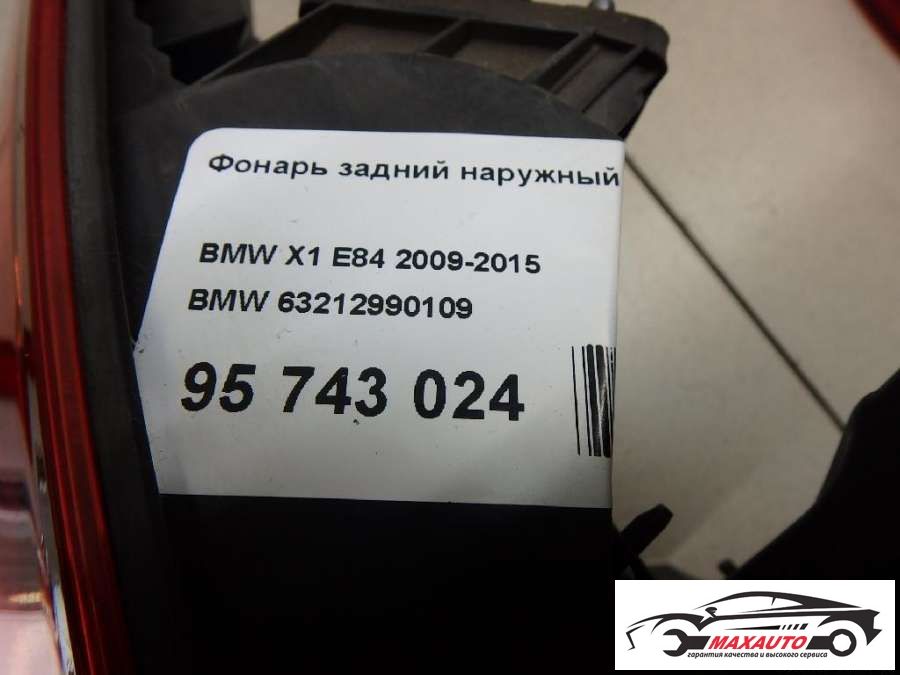 Фонарь задний наружный
BMW X1 E84 2009-2015
BMW 63212990109
95 743 024
MAXAUTO
гарантия качества и высокого сервиса